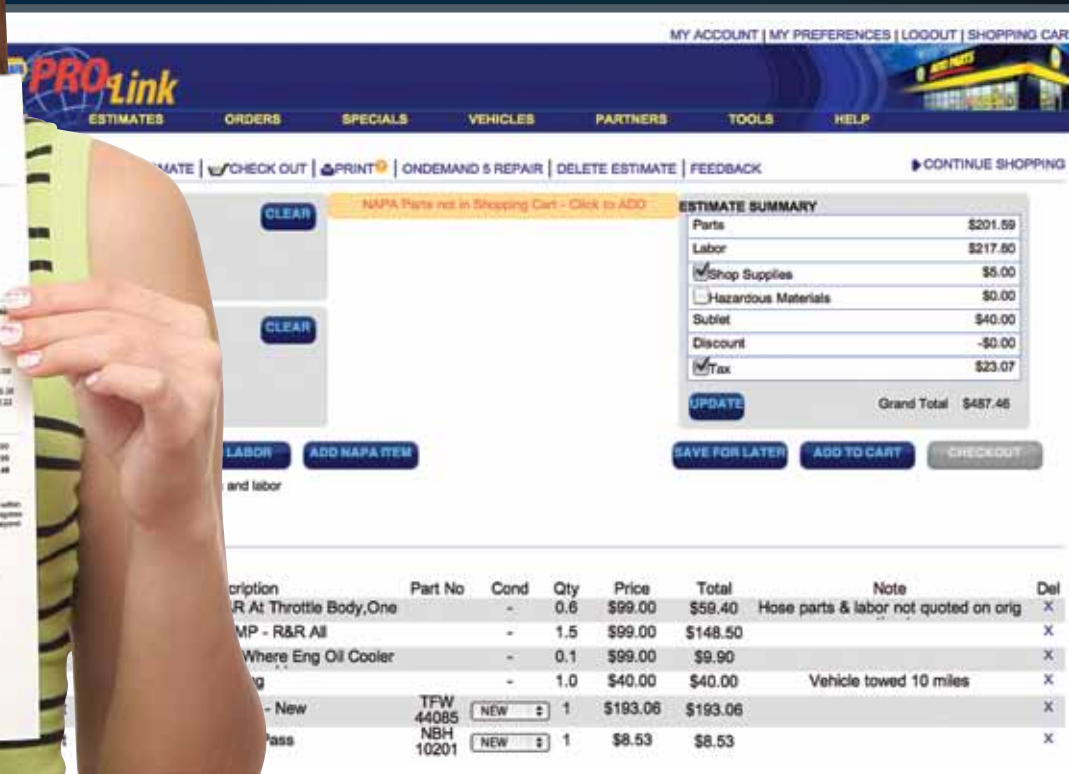 MY ACCOUNT | MY PREFERENCES | LOGOUT | SHOPPING CAR
PROLink
AUTO PARTS
ESTIMATES ORDERS SPECIALS VEHICLES PARTNERS TOOLS HELP
MATE | CHECK OUT | PRINT | ONDEMAND 5 REPAIR | DELETE ESTIMATE | FEEDBACK CONTINUE SHOPPING
CLEAR
NAPA Parts not in Shopping Cart - Click to ADD
CLEAR
ESTIMATE SUMMARY
Parts $201.59
Labor $217.80
Shop Supplies $5.00
Hazardous Materials $0.00
Sublet $40.00
Discount -$0.00
Tax $23.07
UPDATE Grand Total $487.46
LABOR ADD NAPA ITEM SAVE FOR LATER ADD TO CART CHECKOUT
and labor
cription Part No Cond Qty Price Total Note Del
R At Throttle Body,One - 0.6 $99.00 $59.40 Hose parts & labor not quoted on orig X
MP - R&R All - 1.5 $99.00 $148.50 X
Where Eng Oil Cooler - 0.1 $99.00 $9.90 X
g - 1.0 $40.00 $40.00 Vehicle towed 10 miles X
- New TFW 44085 NEW 1 $193.06 $193.06 X
Pass NBH 10201 NEW 1 $8.53 $8.53 X